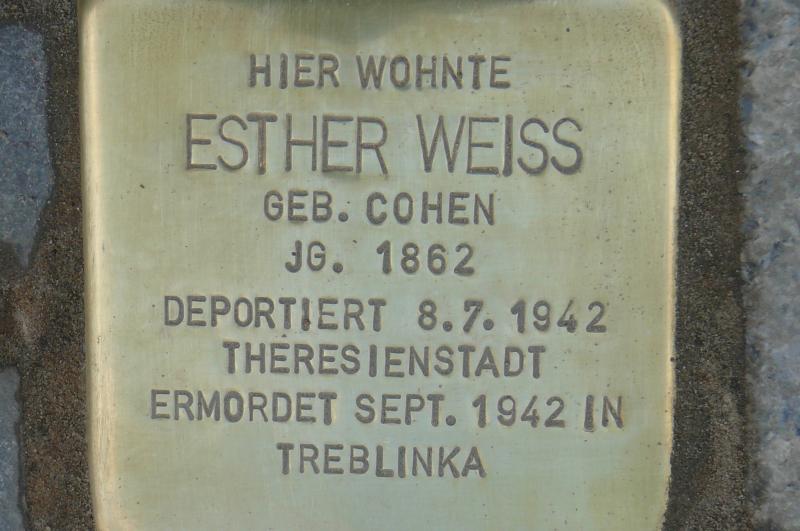 HIER WOHNTE
ESTHER WEISS
GEB. COHEN
JG. 1862
DEPORTIERT 8.7.1942
THERESIENSTADT
ERMORDET SEPT. 1942 IN
TREBLINKA